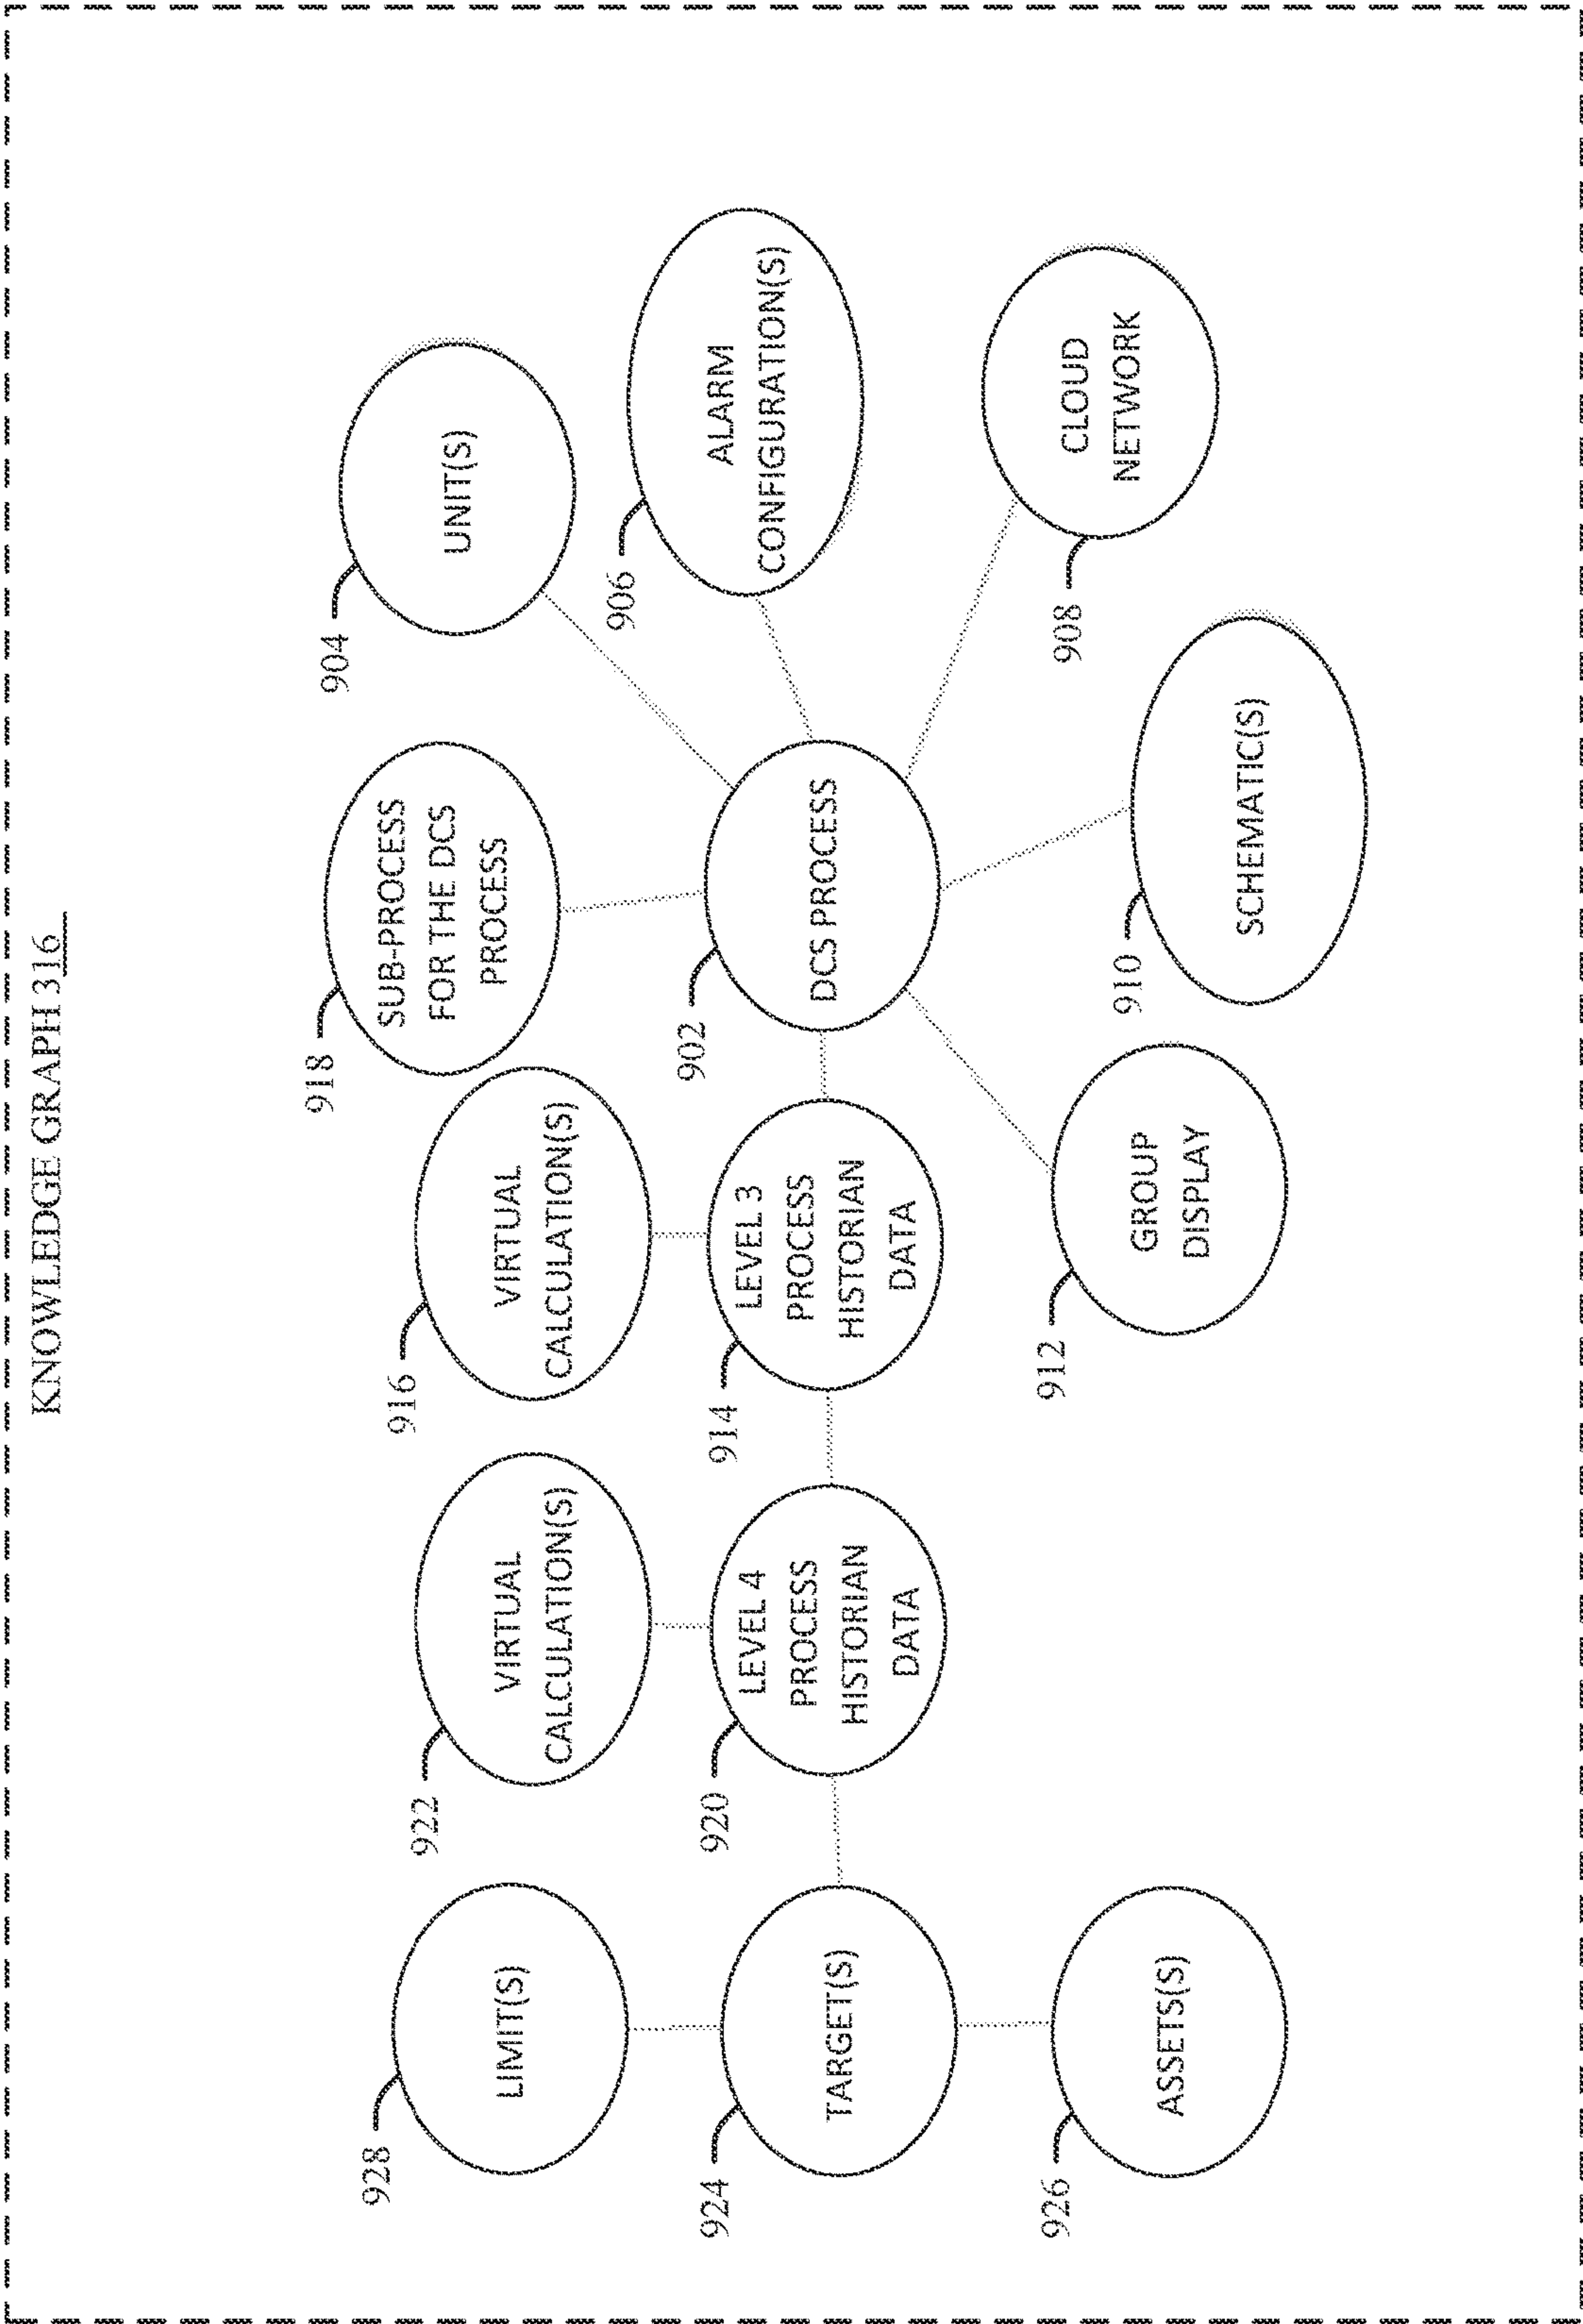 KNOWLEDGE GRAPH 316
928
LIMIT(S)
922
VIRTUAL
CALCULATION(S)
916
VIRTUAL
CALCULATION(S)
918
SUB-PROCESS
FOR THE DCS
PROCESS
904
UNIT(S)
924
TARGET(S)
920
LEVEL 4
PROCESS
HISTORIAN
DATA
914
LEVEL 3
PROCESS
HISTORIAN
DATA
902
DCS PROCESS
906
ALARM
CONFIGURATION(S)
926
ASSETS(S)
912
GROUP
DISPLAY
910
SCHEMATIC(S)
908
CLOUD
NETWORK